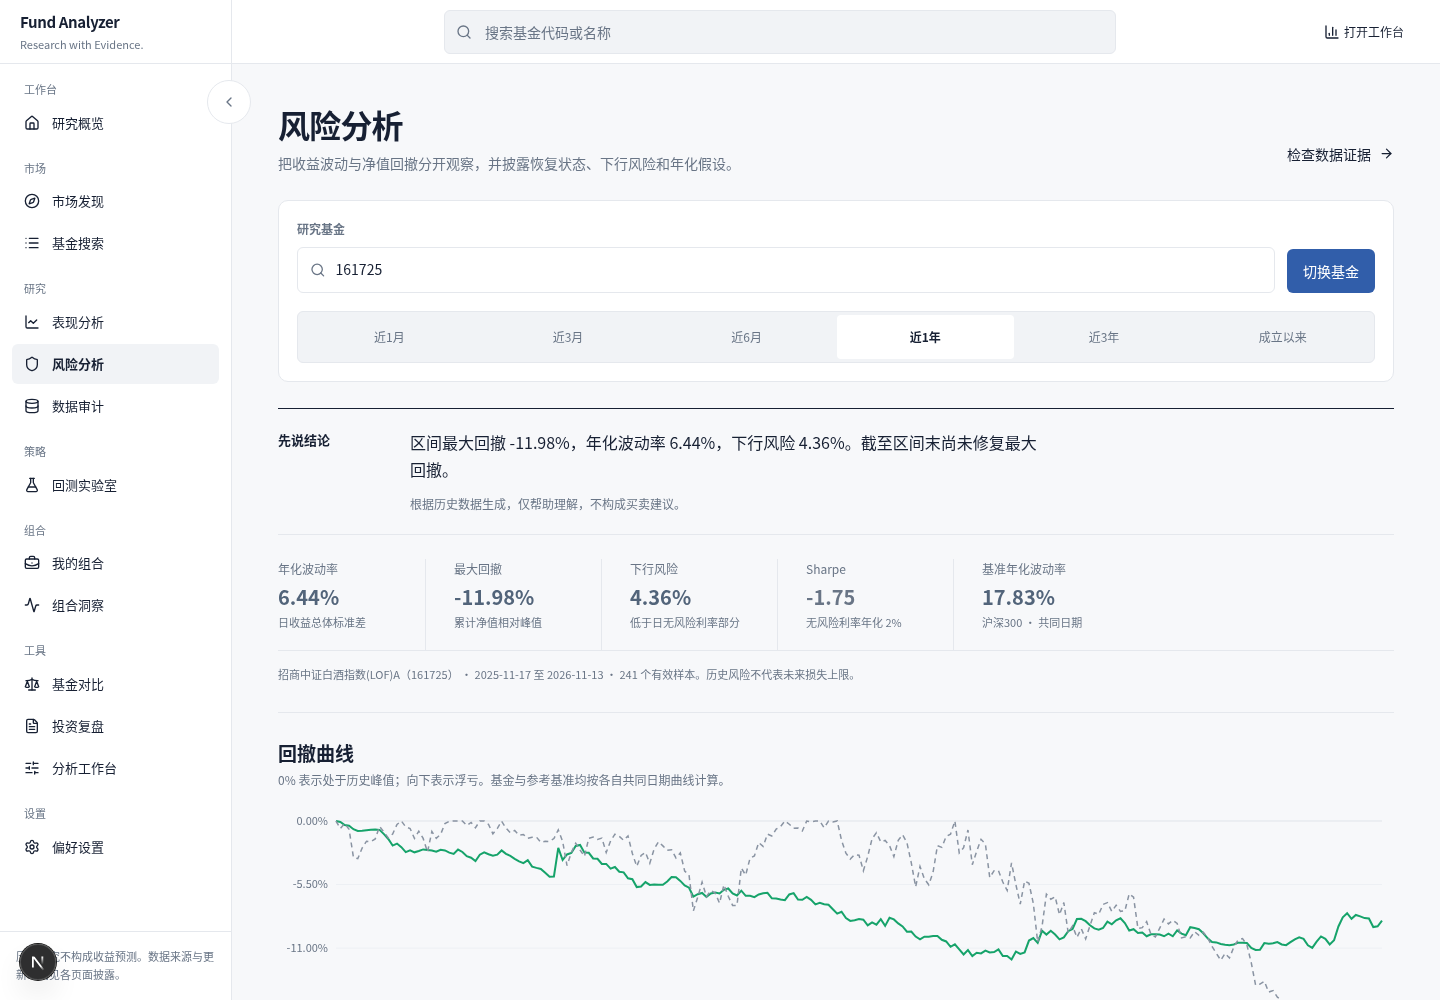 Fund Analyzer
Research with Evidence.
搜索基金代码或名称
打开工作台
工作台
研究概览
市场
市场发现
基金搜索
研究
表现分析
风险分析
数据审计
策略
回测实验室
组合
我的组合
组合洞察
工具
基金对比
投资复盘
分析工作台
设置
偏好设置
究不构成收益预测。数据来源与更
新
见各页面披露。
N
风险分析
把收益波动与净值回撤分开观察，并披露恢复状态、下行风险和年化假设。
检查数据证据
研究基金
161725
切换基金
近1月
近3月
近6月
近1年
近3年
成立以来
先说结论
区间最大回撤 -11.98%，年化波动率 6.44%，下行风险 4.36%。截至区间末尚未修复最大
回撤。
根据历史数据生成，仅帮助理解，不构成买卖建议。
年化波动率
6.44%
日收益总体标准差
最大回撤
-11.98%
累计净值相对峰值
下行风险
4.36%
低于日无风险利率部分
Sharpe
-1.75
无风险利率年化 2%
基准年化波动率
17.83%
沪深300 · 共同日期
招商中证白酒指数(LOF)A（161725） · 2025-11-17 至 2026-11-13 · 241 个有效样本。历史风险不代表未来损失上限。
回撤曲线
0% 表示处于历史峰值；向下表示浮亏。基金与参考基准均按各自共同日期曲线计算。
0.00%
-5.50%
-11.00%